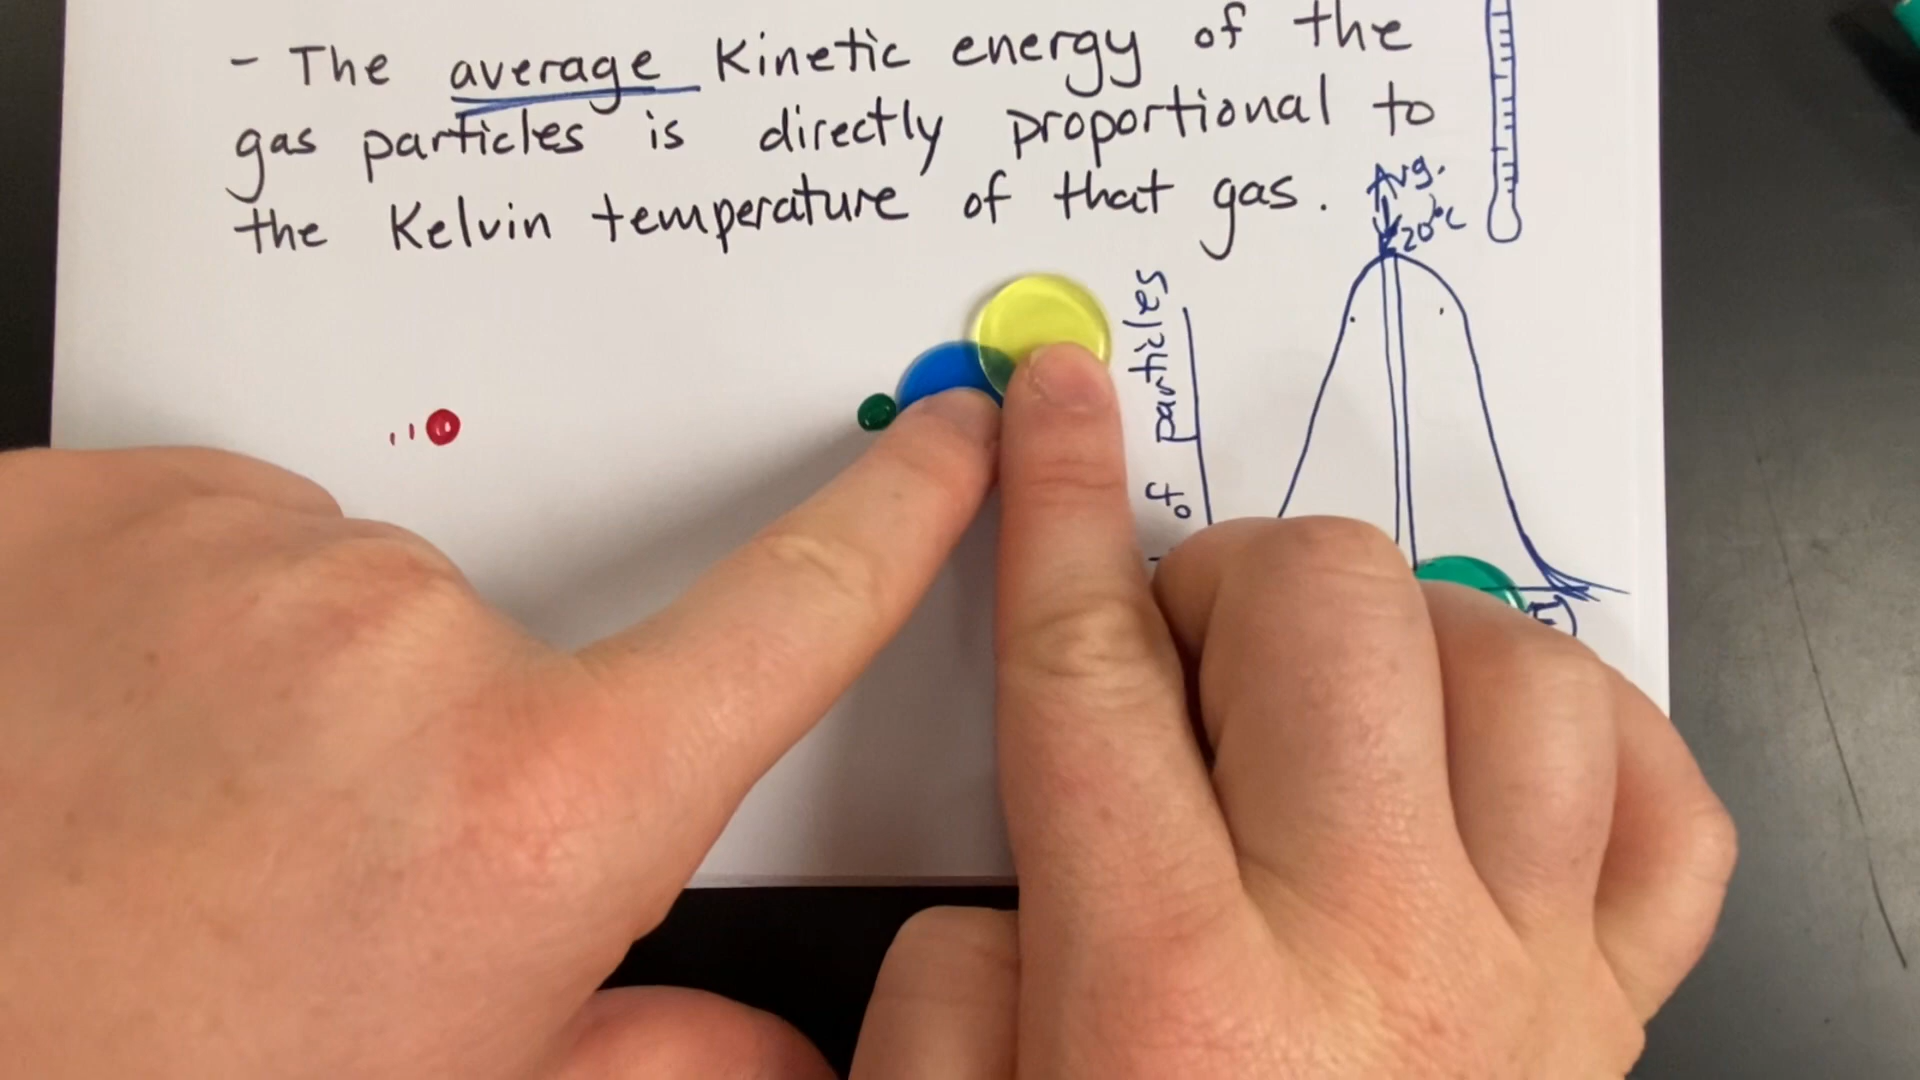 - The average kinetic energy of the
gas particles is directly proportional to
the Kelvin temperature of that gas.
Avg.
20°C
of particles